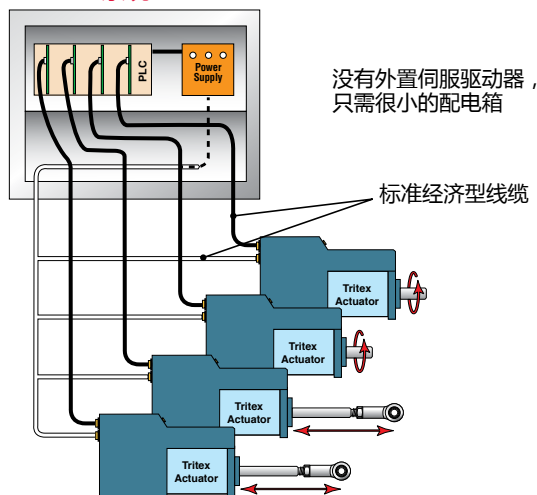 PLC
Power
Supply
没有外置伺服驱动器，
只需很小的配电箱
标准经济型线缆
Tritex
Actuator
Tritex
Actuator
Tritex
Actuator
Tritex
Actuator